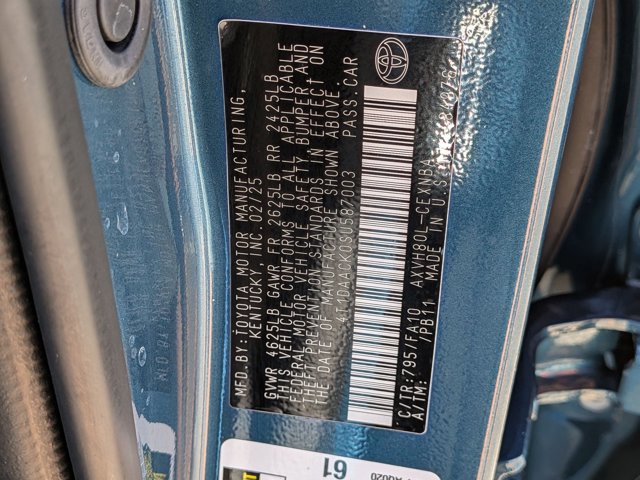 MFD.BY: TOYOTA MOTOR MANUFACTURING,
KENTUCKY, INC. 02/25
GVWR 4625LB GAWR FR 2625LB RR 2425LB
THIS VEHICLE CONFORMS TO ALL APPLICABLE
FEDERAL MOTOR VEHICLE SAFETY, BUMPER, AND
THEFT PREVENTION STANDARDS IN EFFECT ON
THE DATE OF MANUFACTURE SHOWN ABOVE.
PASS.CAR
C/TR: 795/FA10 AXVH80L-CEXNBA
A/TM: /PB11 MADE IN U.S.A.
61